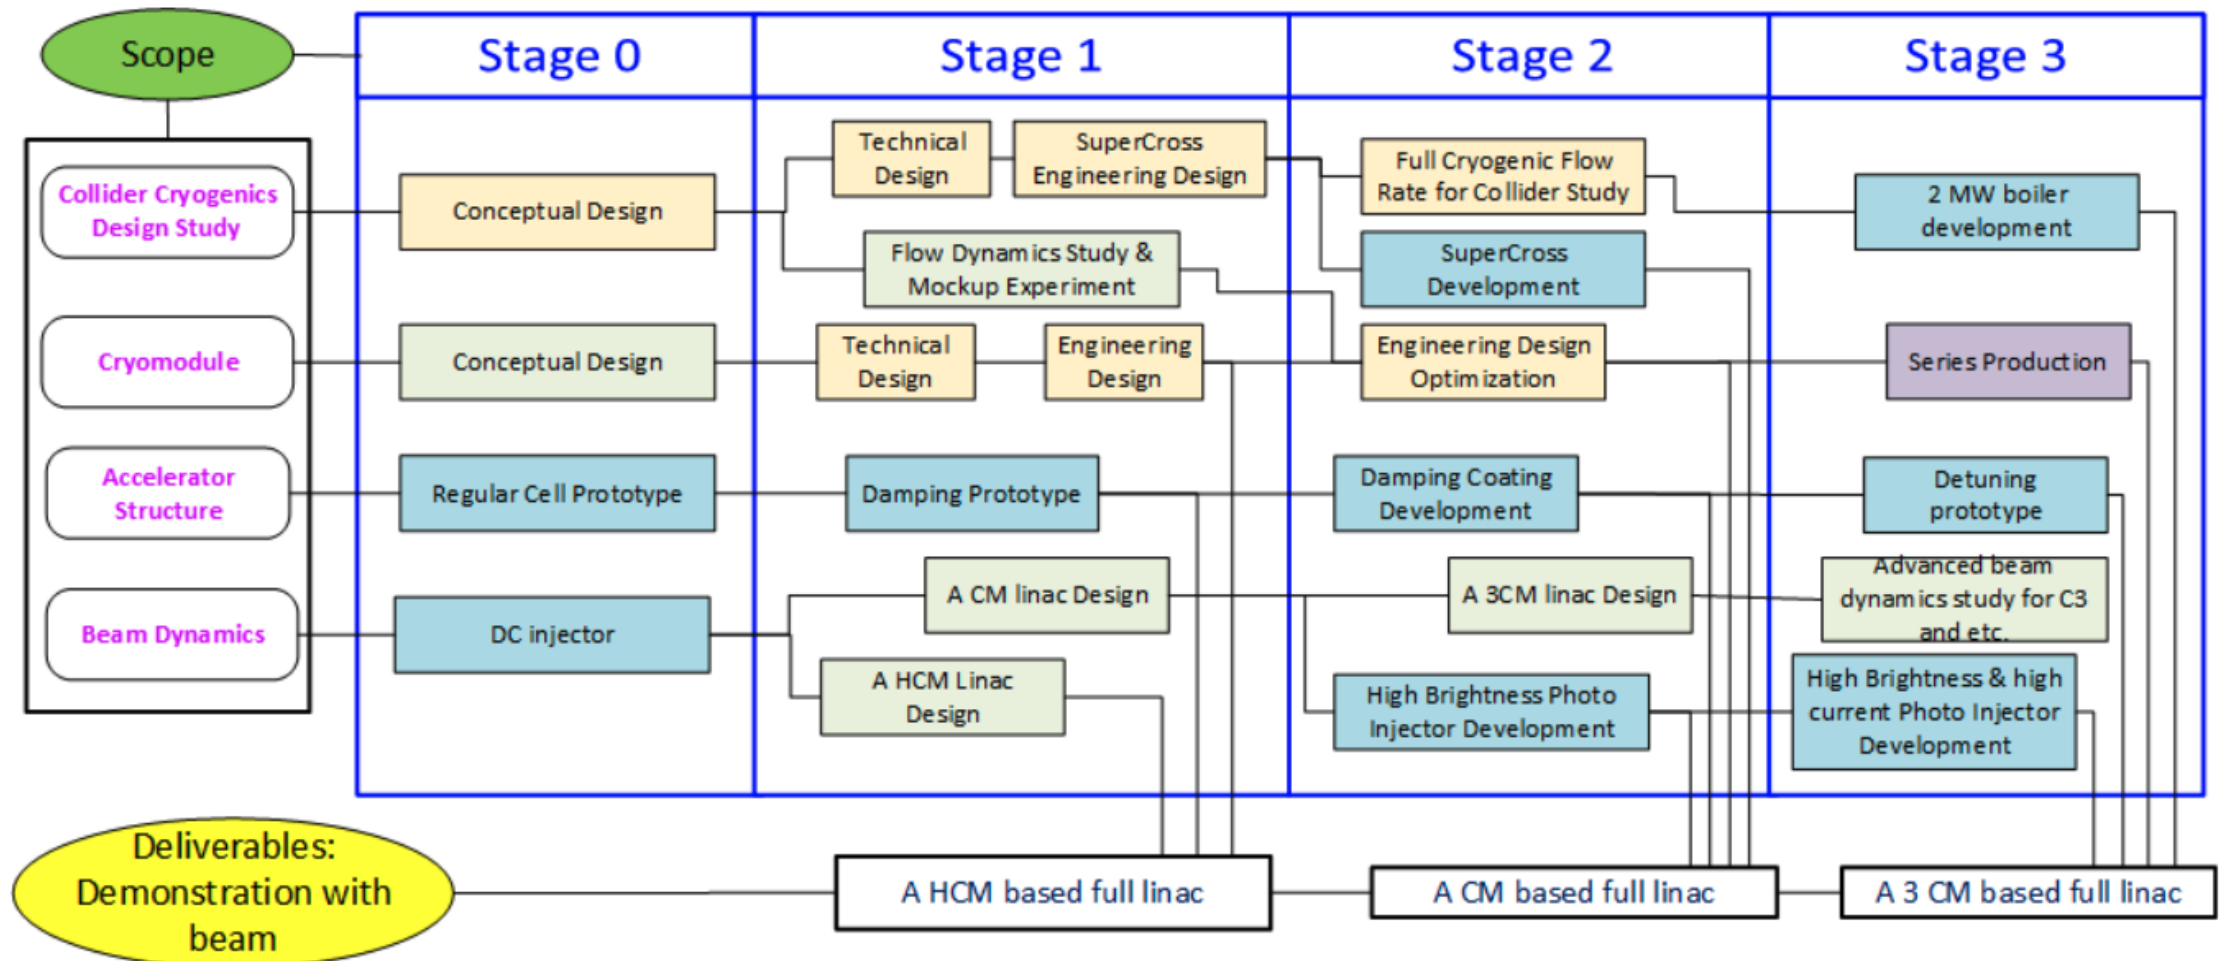 Scope
Stage 0
Stage 1
Stage 2
Stage 3
Collider Cryogenics
Design Study
Conceptual Design
Technical
Design
SuperCross
Engineering Design
Full Cryogenic Flow
Rate for Collider Study
2 MW boiler
development
Flow Dynamics Study &
Mockup Experiment
SuperCross
Development
Cryomodule
Conceptual Design
Technical
Design
Engineering
Design
Engineering Design
Optimization
Series Production
Accelerator
Structure
Regular Cell Prototype
Damping Prototype
Damping Coating
Development
Detuning
prototype
Beam Dynamics
DC injector
A CM linac Design
A 3CM linac Design
Advanced beam
dynamics study for C3
and etc.
A HCM Linac
Design
High Brightness Photo
Injector Development
High Brightness & high
current Photo Injector
Development
Deliverables:
Demonstration with
beam
A HCM based full linac
A CM based full linac
A 3 CM based full linac